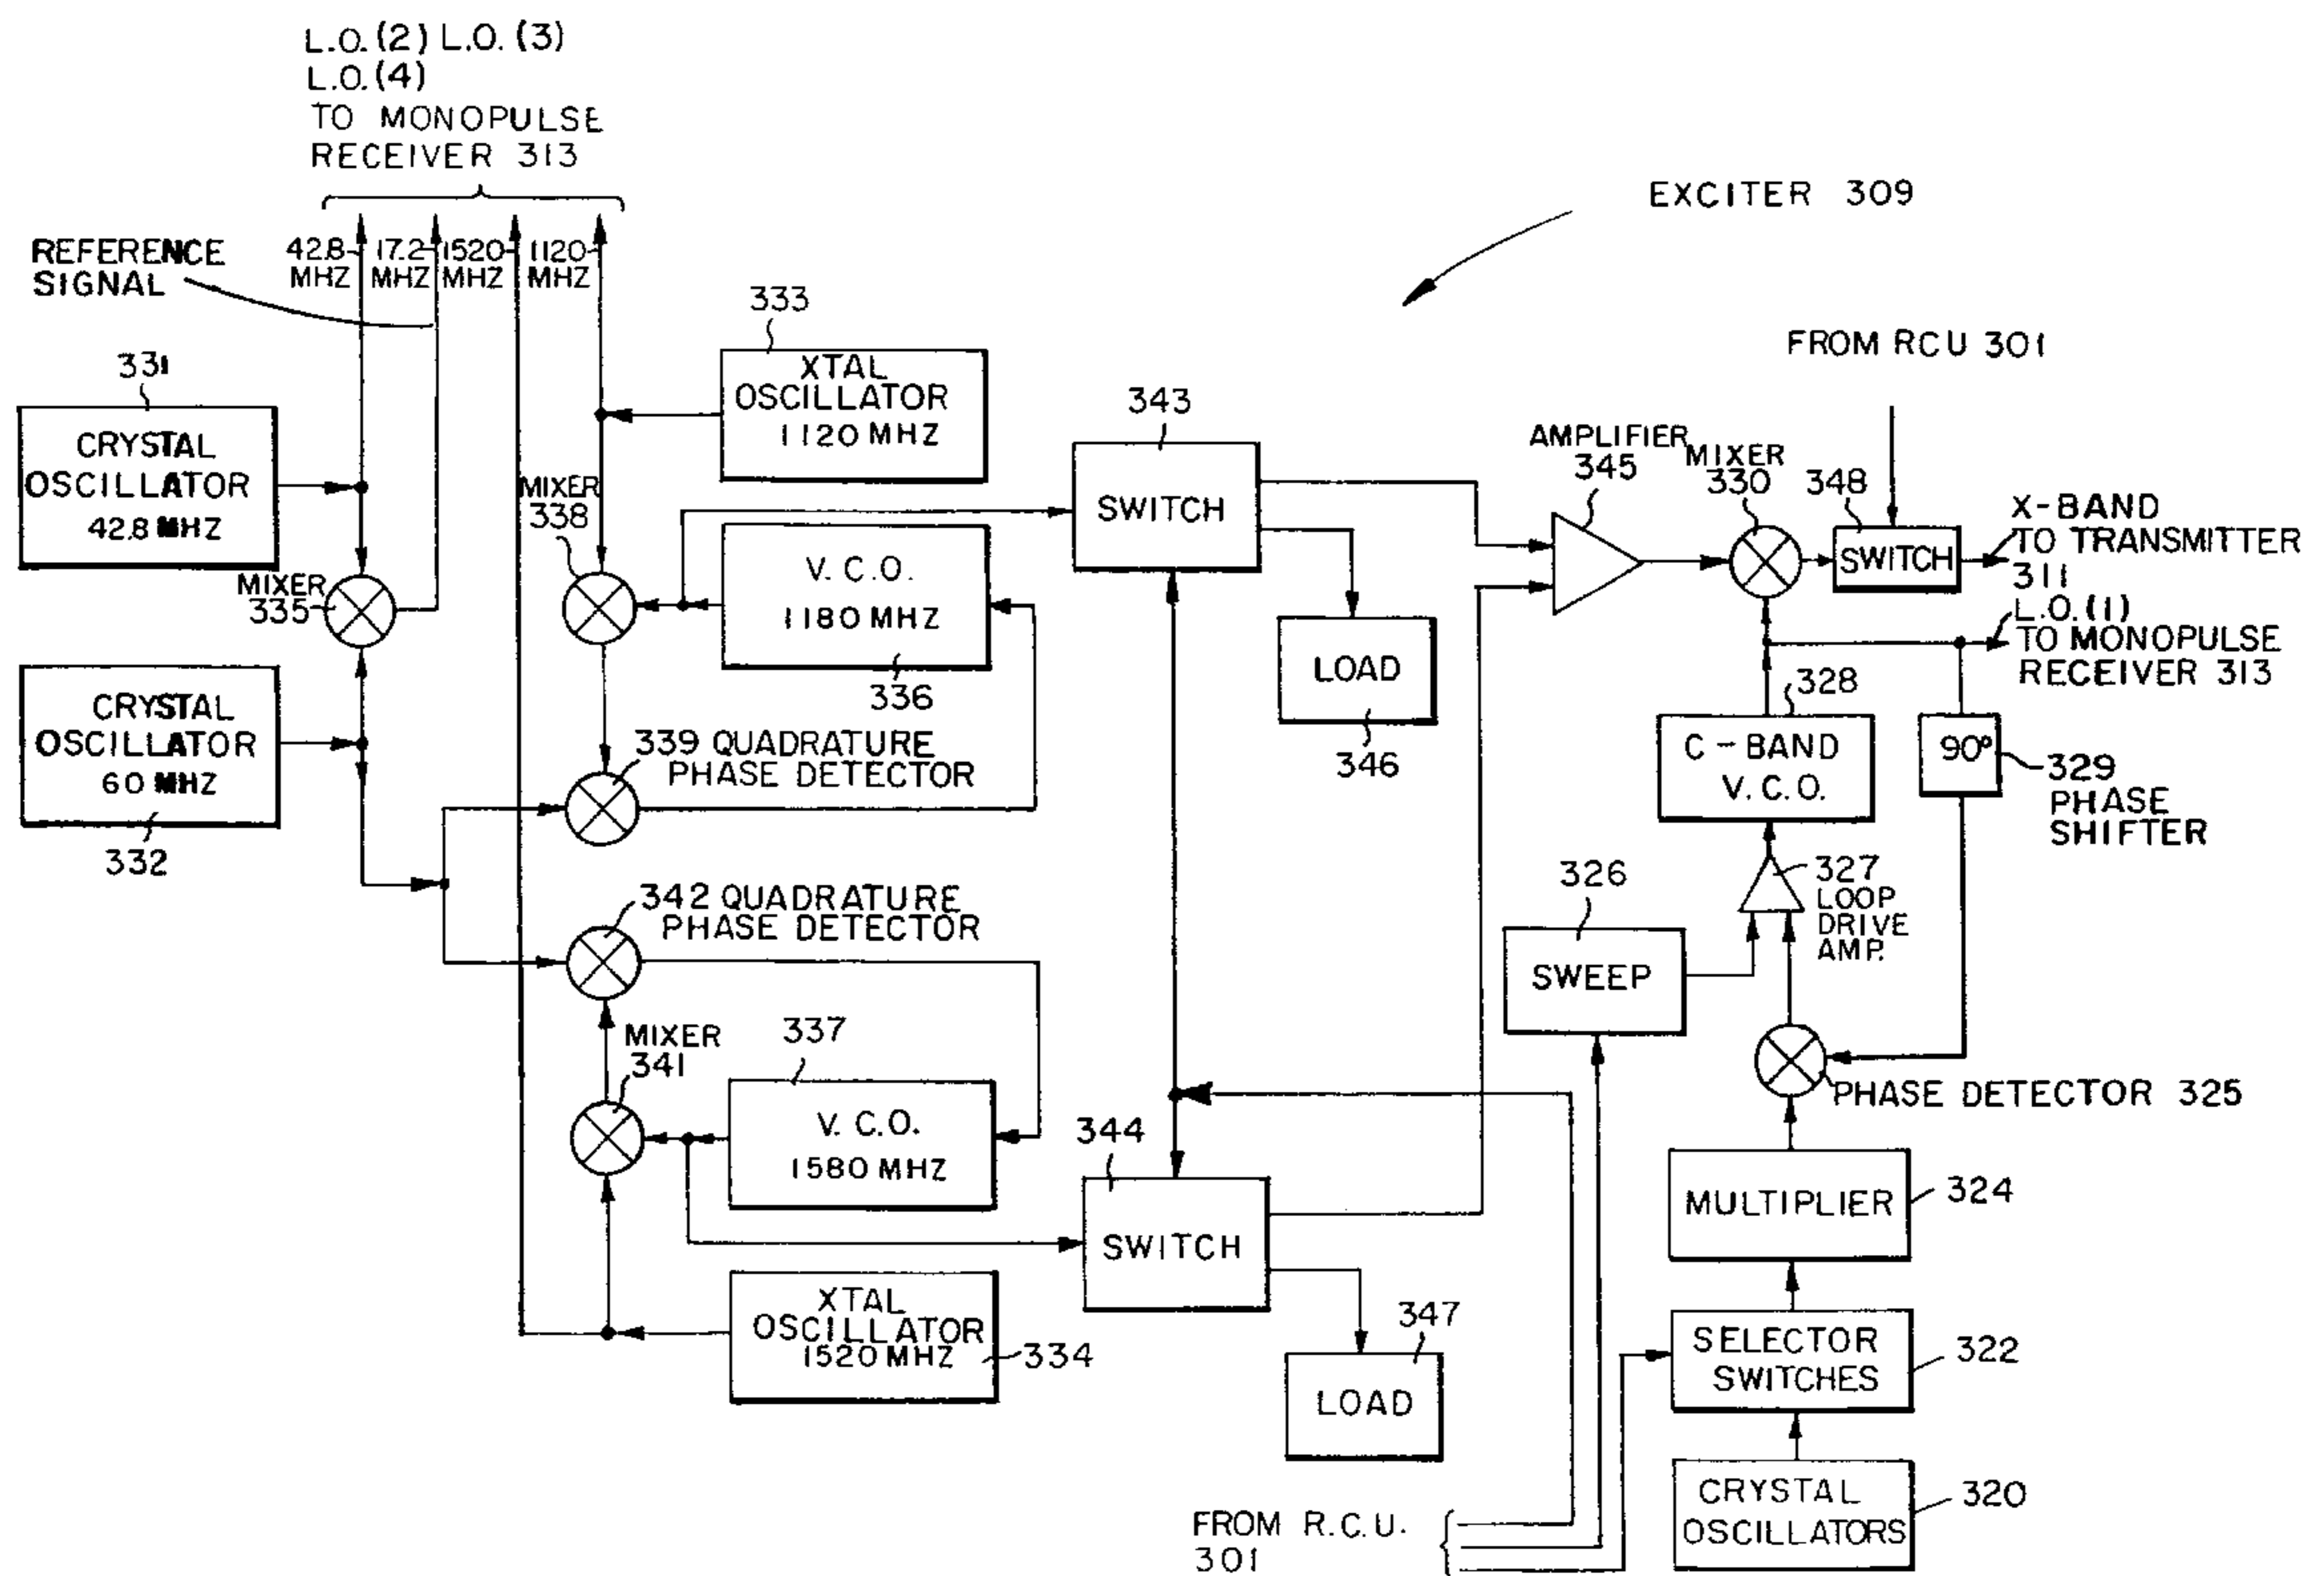 L.O.(2) L.O.(3)
L.O.(4)
TO MONOPULSE
RECEIVER 313
EXCITER 309
REFERENCE
SIGNAL
42.8
MHZ
17.2
MHZ
1520
MHZ
1120
MHZ
333
XTAL
OSCILLATOR
1120 MHZ
FROM RCU 301
331
CRYSTAL
OSCILLATOR
42.8 MHZ
MIXER
338
343
SWITCH
AMPLIFIER
345
MIXER
330
348
SWITCH
X-BAND
TO TRANSMITTER
311
L.O.(1)
TO MONOPULSE
RECEIVER 313
MIXER
335
V.C.O.
1180 MHZ
336
LOAD
346
328
C-BAND
V.C.O.
90°
329
PHASE
SHIFTER
CRYSTAL
OSCILLATOR
60 MHZ
332
339 QUADRATURE
PHASE DETECTOR
342 QUADRATURE
PHASE DETECTOR
326
SWEEP
327
LOOP
DRIVE
AMP.
MIXER
341
337
V.C.O.
1580 MHZ
344
SWITCH
PHASE DETECTOR 325
MULTIPLIER
324
XTAL
OSCILLATOR
1520 MHZ
334
347
LOAD
SELECTOR
SWITCHES
322
FROM R.C.U.
301
CRYSTAL
OSCILLATORS
320